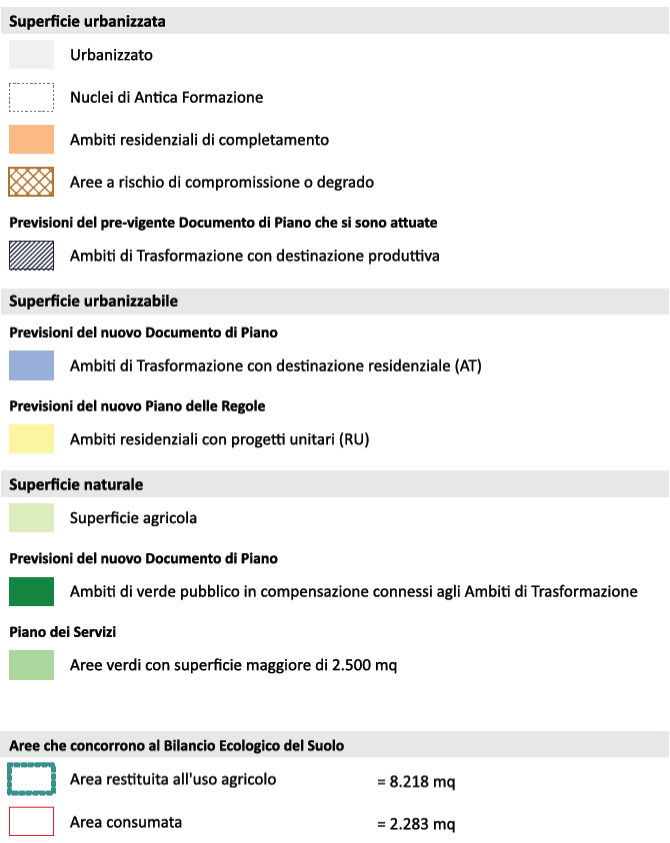 Superficie urbanizzata
Urbanizzato
Nuclei di Antica Formazione
Ambiti residenziali di completamento
Aree a rischio di compromissione o degrado
Previsioni del pre-vigente Documento di Piano che si sono attuate
Ambiti di Trasformazione con destinazione produttiva
Superficie urbanizzabile
Previsioni del nuovo Documento di Piano
Ambiti di Trasformazione con destinazione residenziale (AT)
Previsioni del nuovo Piano delle Regole
Ambiti residenziali con progetti unitari (RU)
Superficie naturale
Superficie agricola
Previsioni del nuovo Documento di Piano
Ambiti di verde pubblico in compensazione connessi agli Ambiti di Trasformazione
Piano dei Servizi
Aree verdi con superficie maggiore di 2.500 mq
Aree che concorrono al Bilancio Ecologico del Suolo
Area restituita all'uso agricolo = 8.218 mq
Area consumata = 2.283 mq